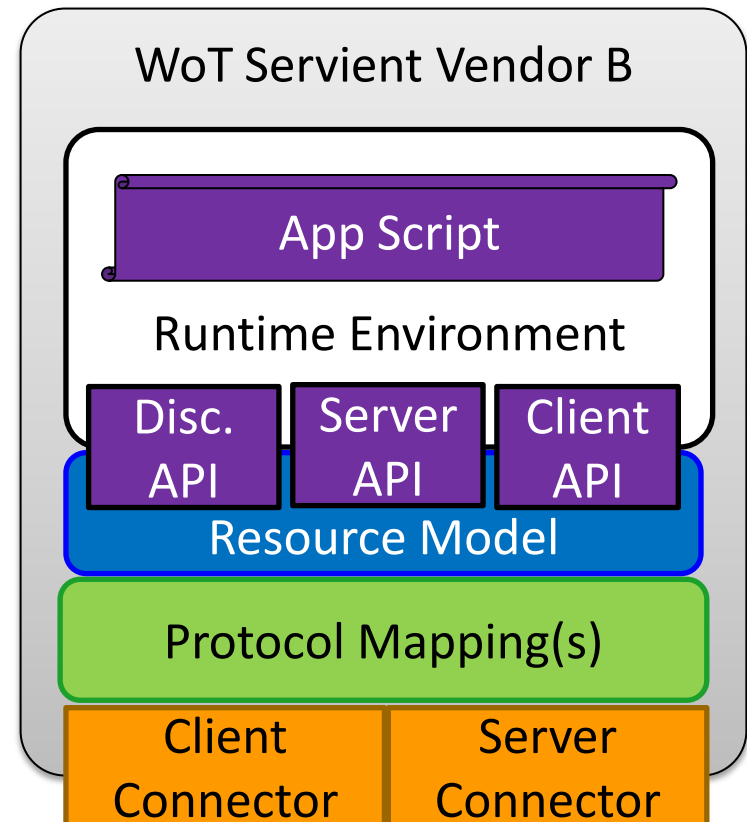 WoT Servient Vendor B
App Script
Runtime Environment
Disc.
API
Server
API
Client
API
Resource Model
Protocol Mapping(s)
Client
Connector
Server
Connector